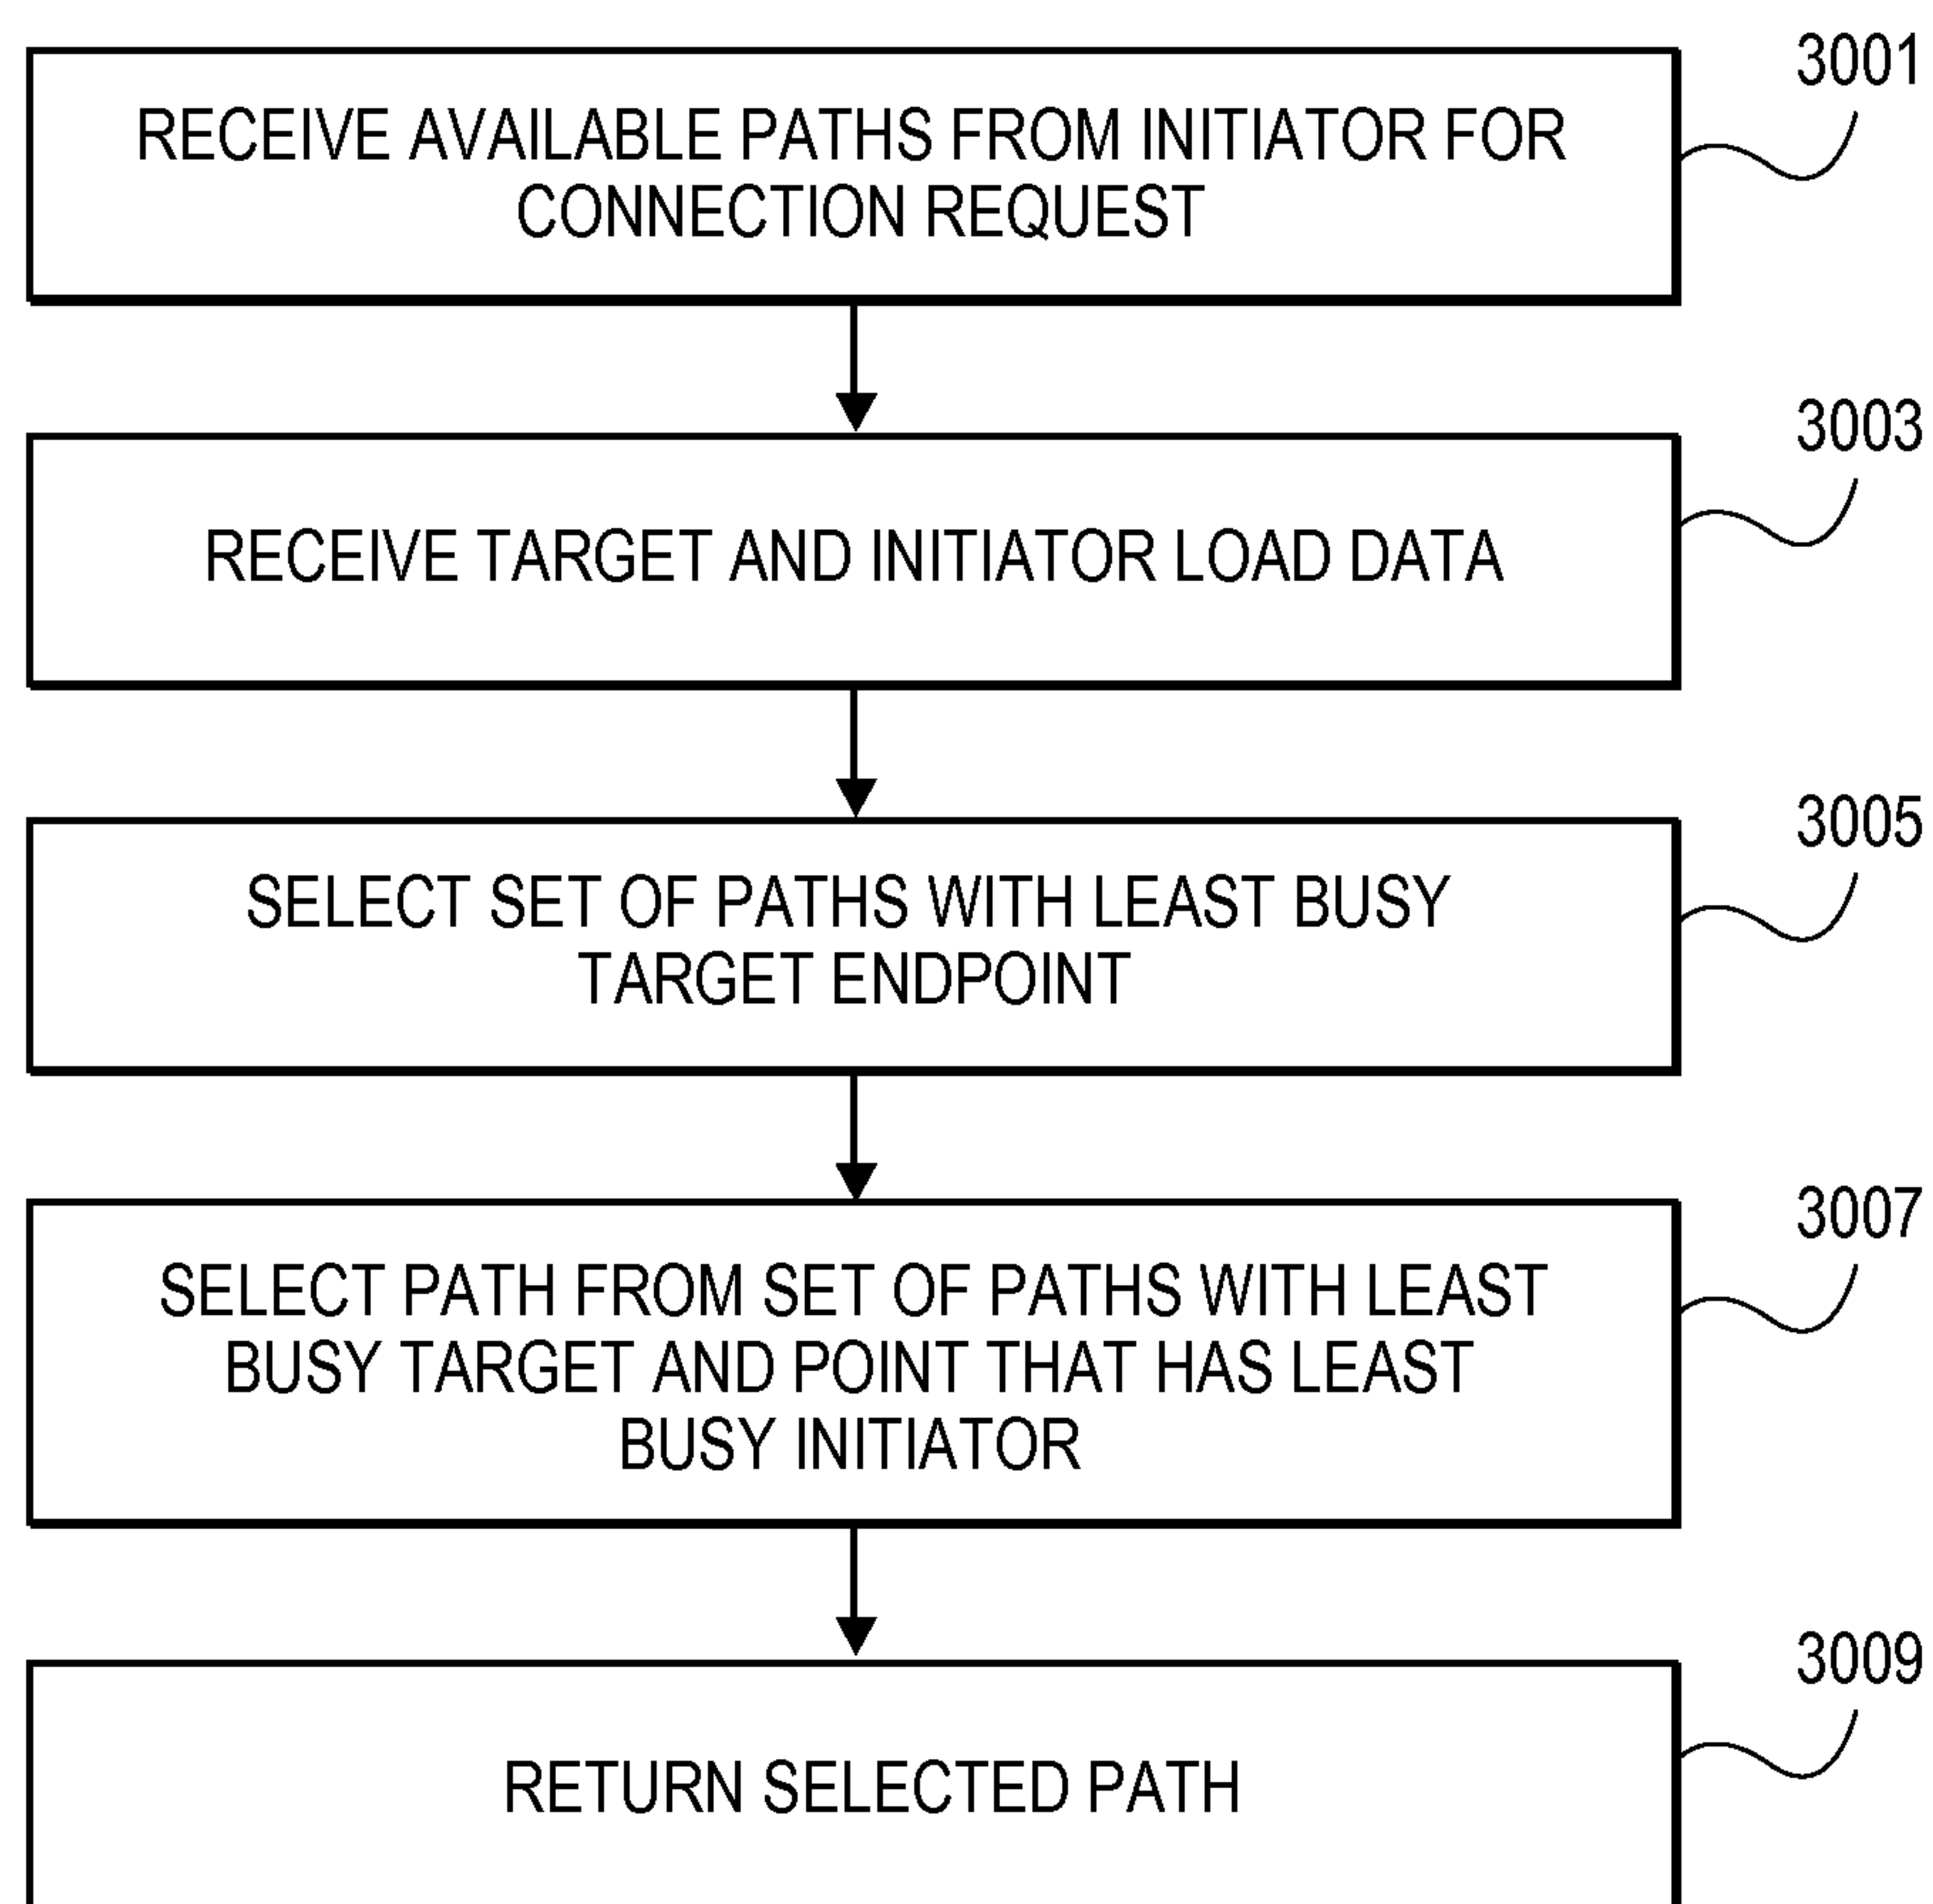 3001
RECEIVE AVAILABLE PATHS FROM INITIATOR FOR
CONNECTION REQUEST
3003
RECEIVE TARGET AND INITIATOR LOAD DATA
3005
SELECT SET OF PATHS WITH LEAST BUSY
TARGET ENDPOINT
3007
SELECT PATH FROM SET OF PATHS WITH LEAST
BUSY TARGET AND POINT THAT HAS LEAST
BUSY INITIATOR
3009
RETURN SELECTED PATH